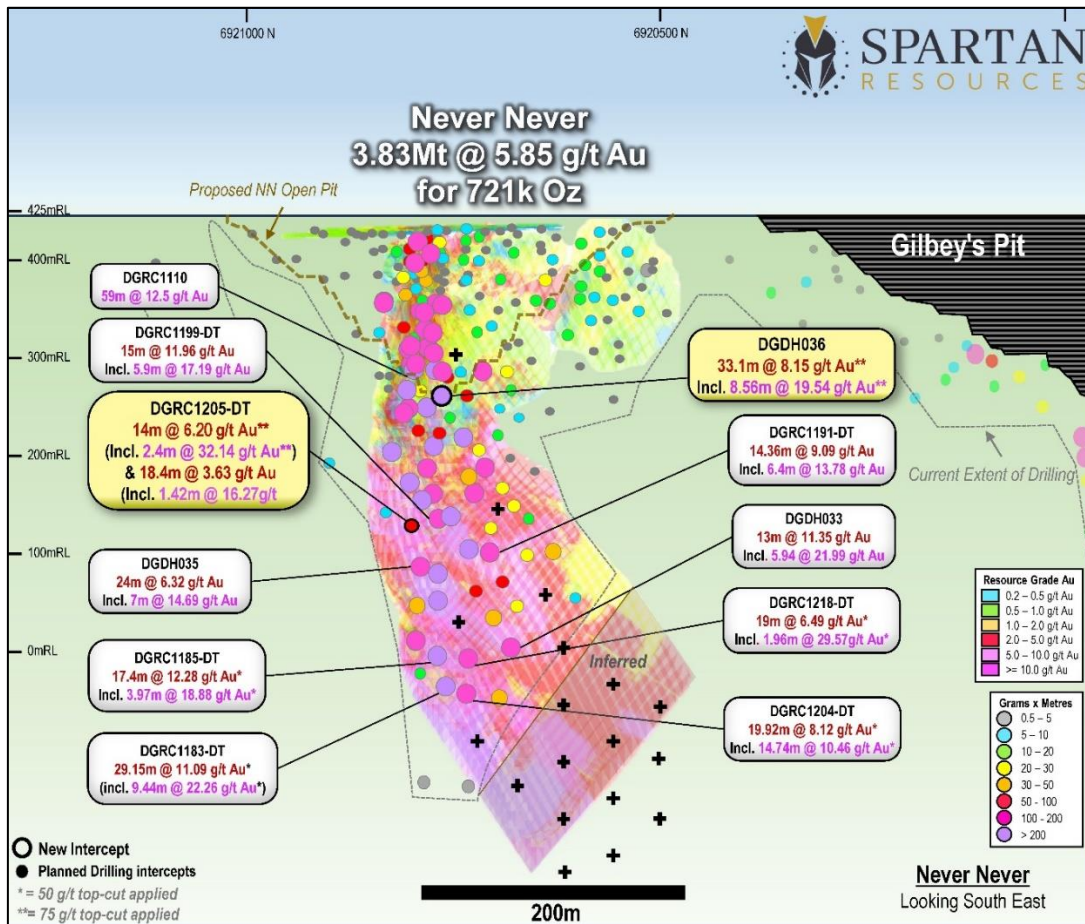 6921000 N
6920500 N
SPARTAN
RESOURCES
Never Never
3.83Mt @ 5.85 g/t Au
for 721k Oz
Proposed NN Open Pit
425mRL
400mRL
300mRL
200mRL
100mRL
0mRL
Gilbey's Pit
DGRC1110
59m @ 12.5 g/t Au
DGRC1199-DT
15m @ 11.96 g/t Au
Incl. 5.9m @ 17.19 g/t Au
DGRC1205-DT
14m @ 6.20 g/t Au**
(Incl. 2.4m @ 32.14 g/t Au**)
& 18.4m @ 3.63 g/t Au
(Incl. 1.42m @ 16.27g/t
DGDH035
24m @ 6.32 g/t Au
Incl. 7m @ 14.69 g/t Au
DGRC1185-DT
17.4m @ 12.28 g/t Au*
Incl. 3.97m @ 18.88 g/t Au*
DGRC1183-DT
29.15m @ 11.09 g/t Au*
(incl. 9.44m @ 22.26 g/t Au*)
DGDH036
33.1m @ 8.15 g/t Au**
Incl. 8.56m @ 19.54 g/t Au**
DGRC1191-DT
14.36m @ 9.09 g/t Au
Incl. 6.4m @ 13.78 g/t Au
DGDH033
13m @ 11.35 g/t Au
Incl. 5.94 @ 21.99 g/t Au
DGRC1218-DT
19m @ 6.49 g/t Au*
Incl. 1.96m @ 29.57g/t Au*
DGRC1204-DT
19.92m @ 8.12 g/t Au*
Incl. 14.74m @ 10.46 g/t Au*
Current Extent of Drilling
Inferred
Resource Grade Au
0.2 – 0.5 g/t Au
0.5 – 1.0 g/t Au
1.0 – 2.0 g/t Au
2.0 – 5.0 g/t Au
5.0 – 10.0 g/t Au
>= 10.0 g/t Au
Grams x Metres
0.5 – 5
5 – 10
10 – 20
20 – 30
30 – 50
50 - 100
100 - 200
> 200
New Intercept
Planned Drilling intercepts
* = 50 g/t top-cut applied
**= 75 g/t top-cut applied
200m
Never Never
Looking South East